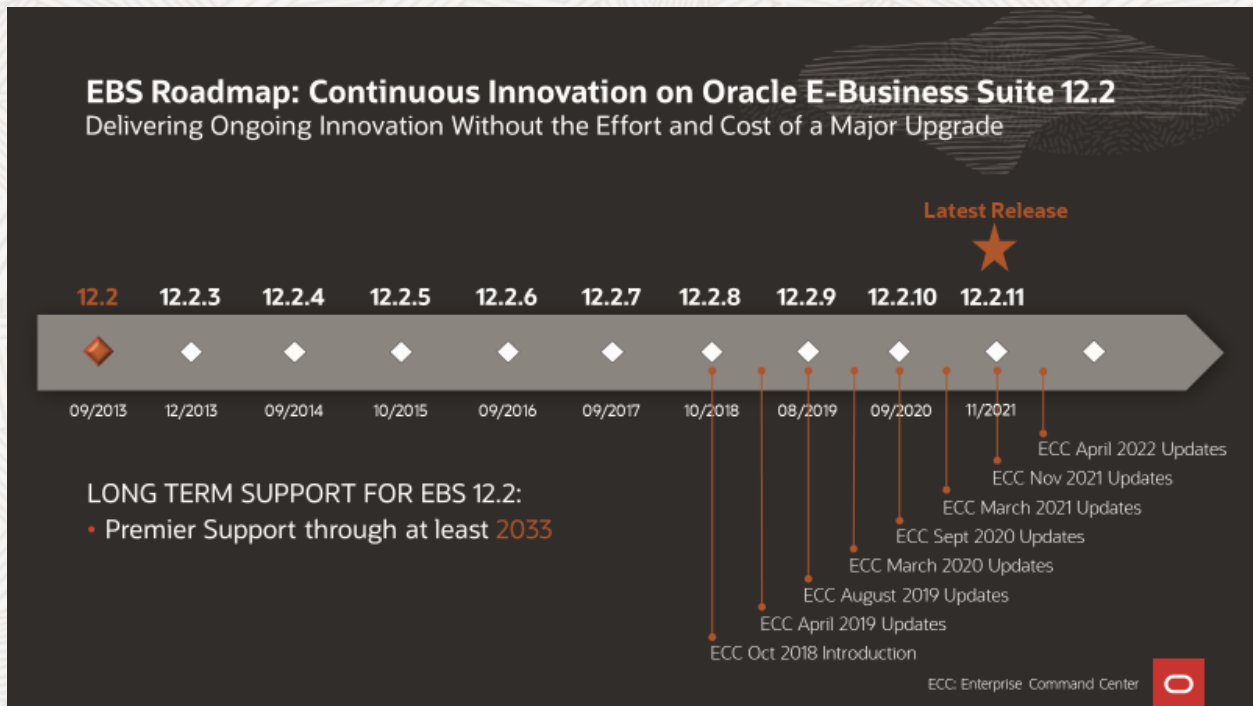 EBS Roadmap: Continuous Innovation on Oracle E-Business Suite 12.2
Delivering Ongoing Innovation Without the Effort and Cost of a Major Upgrade
Latest Release
12.2 12.2.3 12.2.4 12.2.5 12.2.6 12.2.7 12.2.8 12.2.9 12.2.10 12.2.11
09/2013 12/2013 09/2014 10/2015 09/2016 09/2017 10/2018 08/2019 09/2020 11/2021
ECC April 2022 Updates
ECC Nov 2021 Updates
ECC March 2021 Updates
ECC Sept 2020 Updates
ECC March 2020 Updates
ECC August 2019 Updates
ECC April 2019 Updates
ECC Oct 2018 Introduction
LONG TERM SUPPORT FOR EBS 12.2:
• Premier Support through at least 2033
ECC: Enterprise Command Center